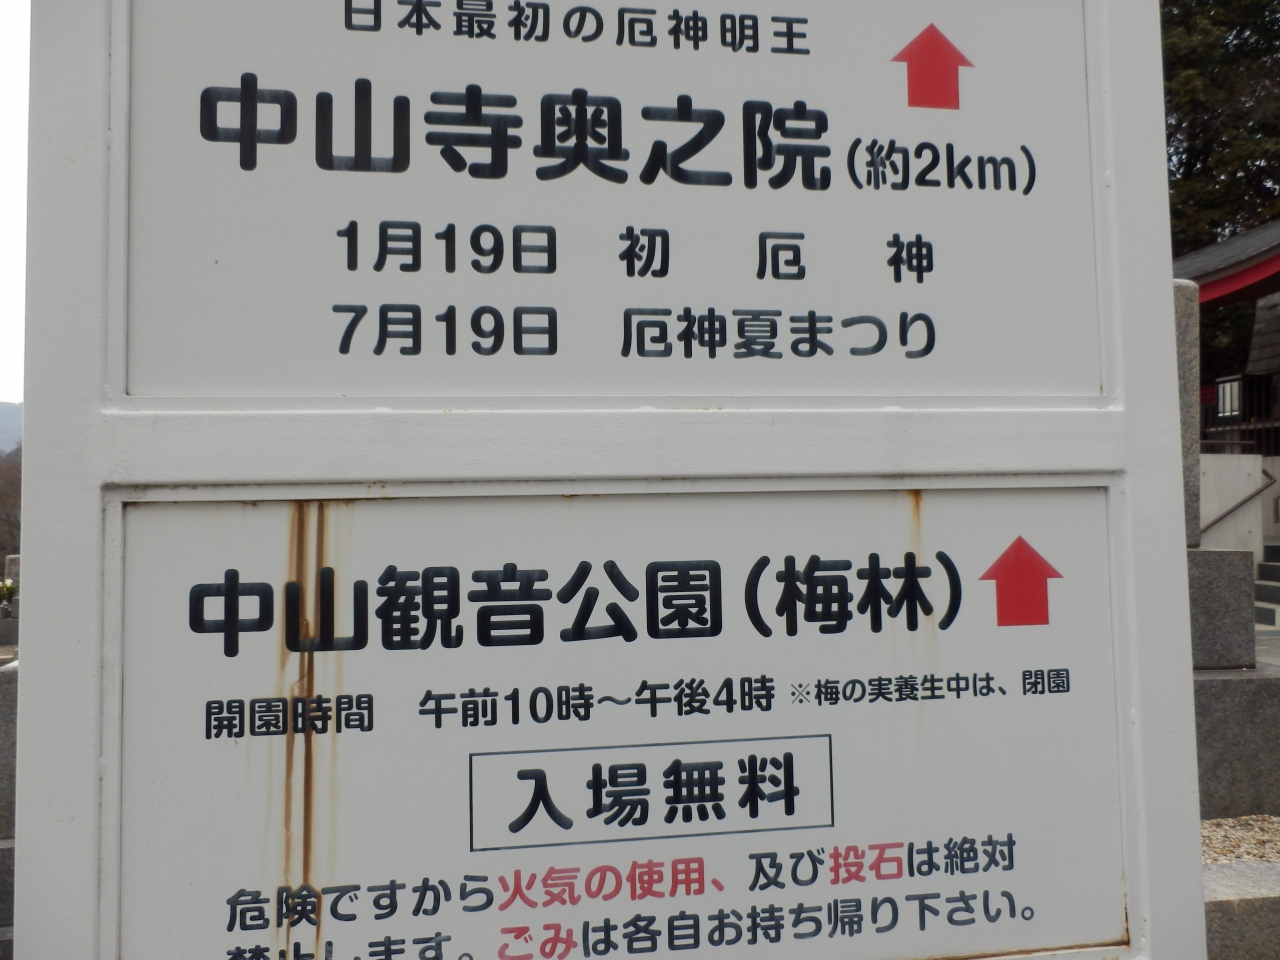 日本最初の厄神明王
中山寺奥之院(約2km)
1月19日 初厄神
7月19日 厄神夏まつり
中山観音公園(梅林)
開園時間 午前10時～午後4時 ※梅の実養生中は、閉園
入場無料
危険ですから火気の使用、及び投石は絶対
禁止します。ごみは各自お持ち帰り下さい。